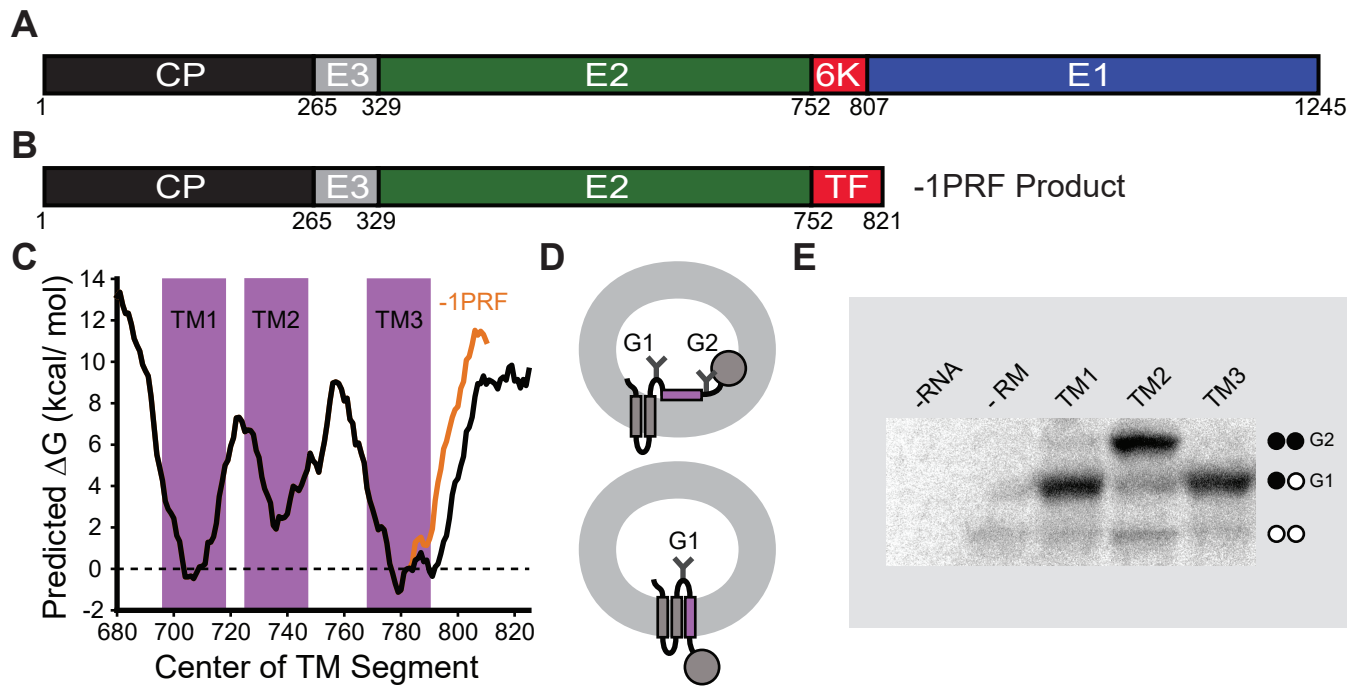 A
CP E3 E2 6K E1
1 265 329 752 807 1245
B
CP E3 E2 TF -1PRF Product
1 265 329 752 821
C
Predicted ΔG (kcal/ mol)
14
12
10
8
6
4
2
0
-2
TM1 TM2 TM3
-1PRF
680 700 720 740 760 780 800 820
Center of TM Segment
D
G1 G2
G1
E
-RNA - RM TM1 TM2 TM3
G2
G1